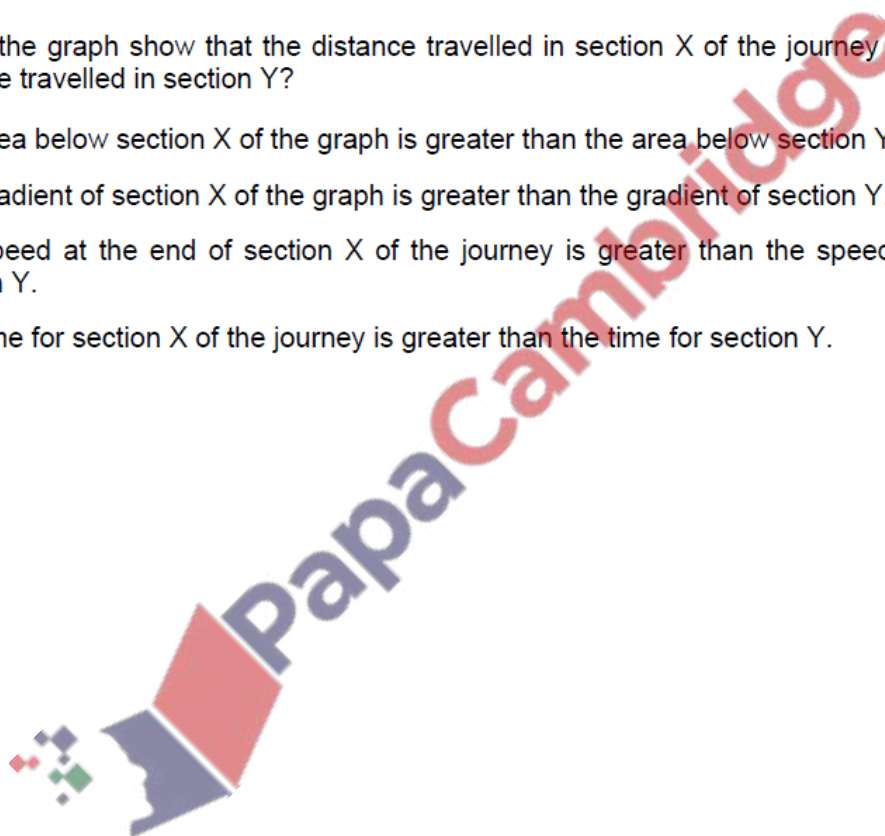 the graph show that the distance travelled in section X of the journey
e travelled in section Y?
ea below section X of the graph is greater than the area below section Y
adient of section X of the graph is greater than the gradient of section Y.
peed at the end of section X of the journey is greater than the speed
Y.
ne for section X of the journey is greater than the time for section Y.
PapaCambridge